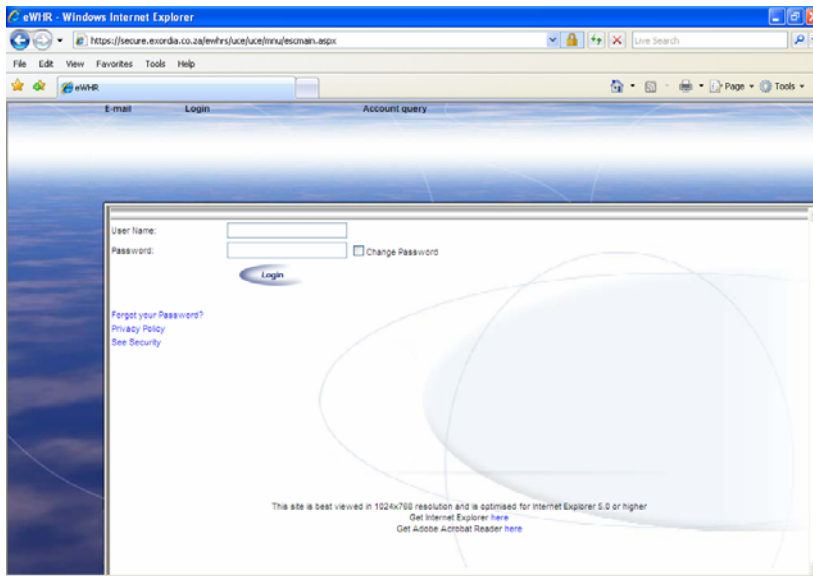 eWHR - Windows Internet Explorer
https://secure.exordia.co.za/ewhrs/uce/uce/mnu/escmain.aspx
Live Search
File Edit View Favorites Tools Help
eWHR
Page Tools
E-mail Login Account query
User Name:
Password: Change Password
Login
Forgot your Password?
Privacy Policy
See Security
This site is best viewed in 1024x768 resolution and is optimised for Internet Explorer 5.0 or higher
Get Internet Explorer here
Get Adobe Acrobat Reader here